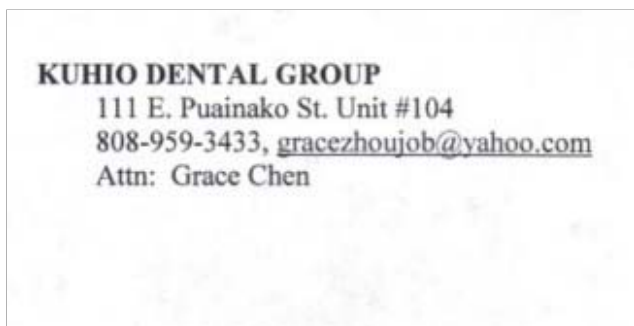 KUHIO DENTAL GROUP
111 E. Puainako St. Unit #104
808-959-3433, gracezhoujob@yahoo.com
Attn: Grace Chen